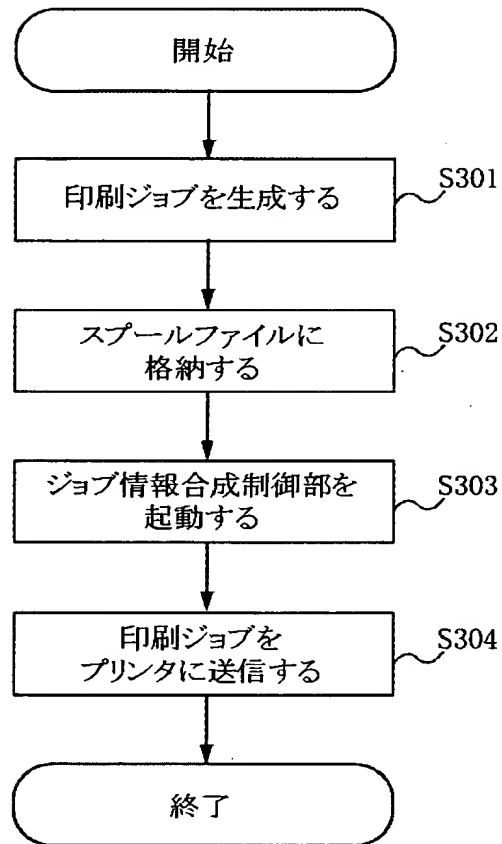 開始
印刷ジョブを生成する
S301
スプールファイルに
格納する
S302
ジョブ情報合成制御部を
起動する
S303
印刷ジョブを
プリンタに送信する
S304
終了